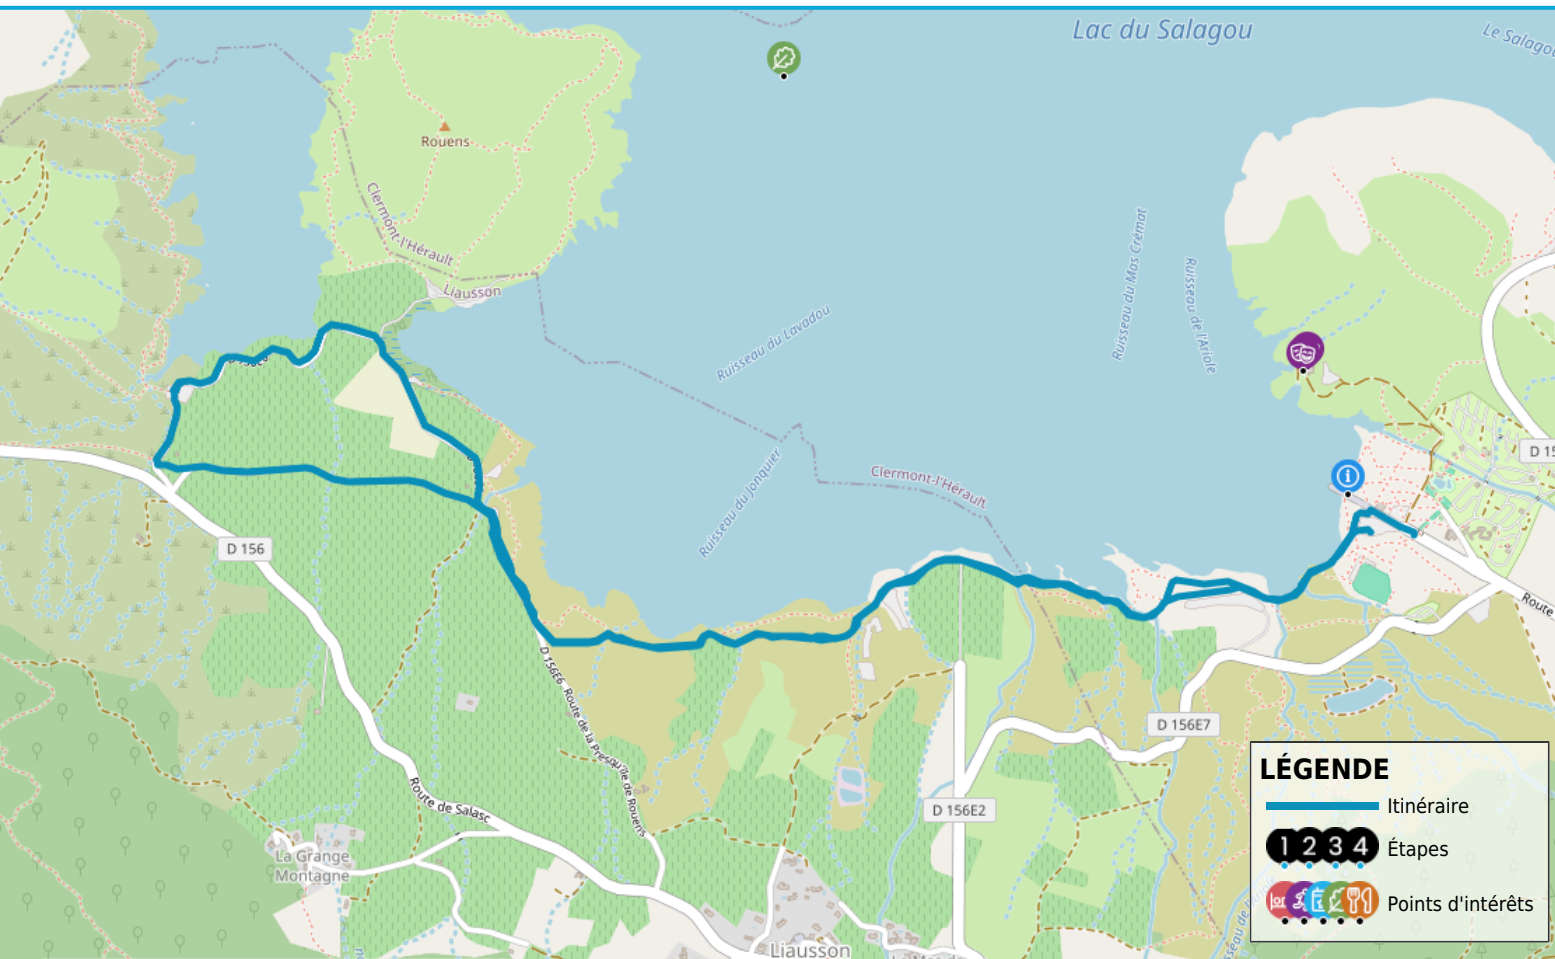 Lac du Salagou
Le Salagou
Rouens
Clermont-l'Hérault
Liausson
Ruisseau du Lavadou
Ruisseau du Mas Crémat
Ruisseau de l'Ariole
Ruisseau du Jonquier
Clermont-l'Hérault
D 15
D 156
D 156E6
Route de la Presqu'île de Rouens
Route
D 156E7
D 156E2
Route de Salasc
La Grange
Montagne
Liausson
LÉGENDE
Itinéraire
1 2 3 4 Étapes
Points d'intérêts